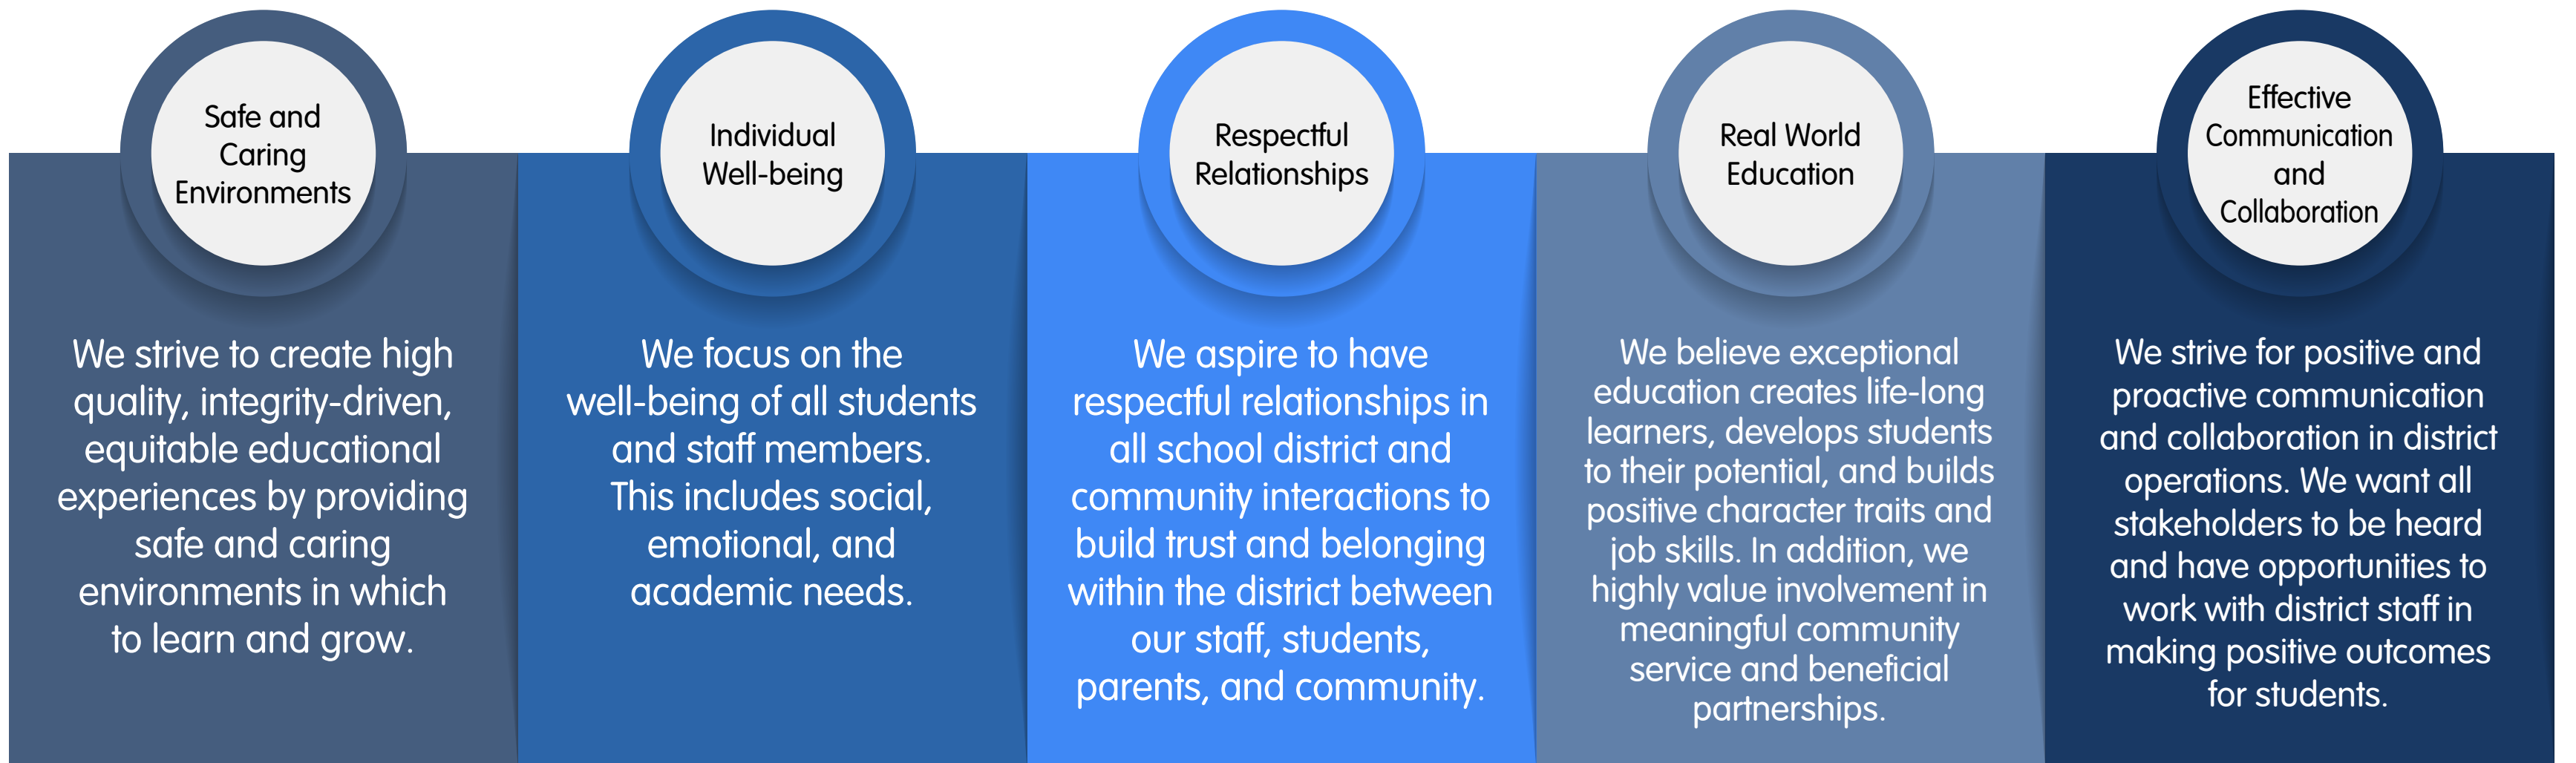 Safe and
Caring
Environments
We strive to create high
quality, integrity-driven,
equitable educational
experiences by providing
safe and caring
environments in which
to learn and grow.
Individual
Well-being
We focus on the
well-being of all students
and staff members.
This includes social,
emotional, and
academic needs.
Respectful
Relationships
We aspire to have
respectful relationships in
all school district and
community interactions to
build trust and belonging
within the district between
our staff, students,
parents, and community.
Real World
Education
We believe exceptional
education creates life-long
learners, develops students
to their potential, and builds
positive character traits and
job skills. In addition, we
highly value involvement in
meaningful community
service and beneficial
partnerships.
Effective
Communication
and
Collaboration
We strive for positive and
proactive communication
and collaboration in district
operations. We want all
stakeholders to be heard
and have opportunities to
work with district staff in
making positive outcomes
for students.